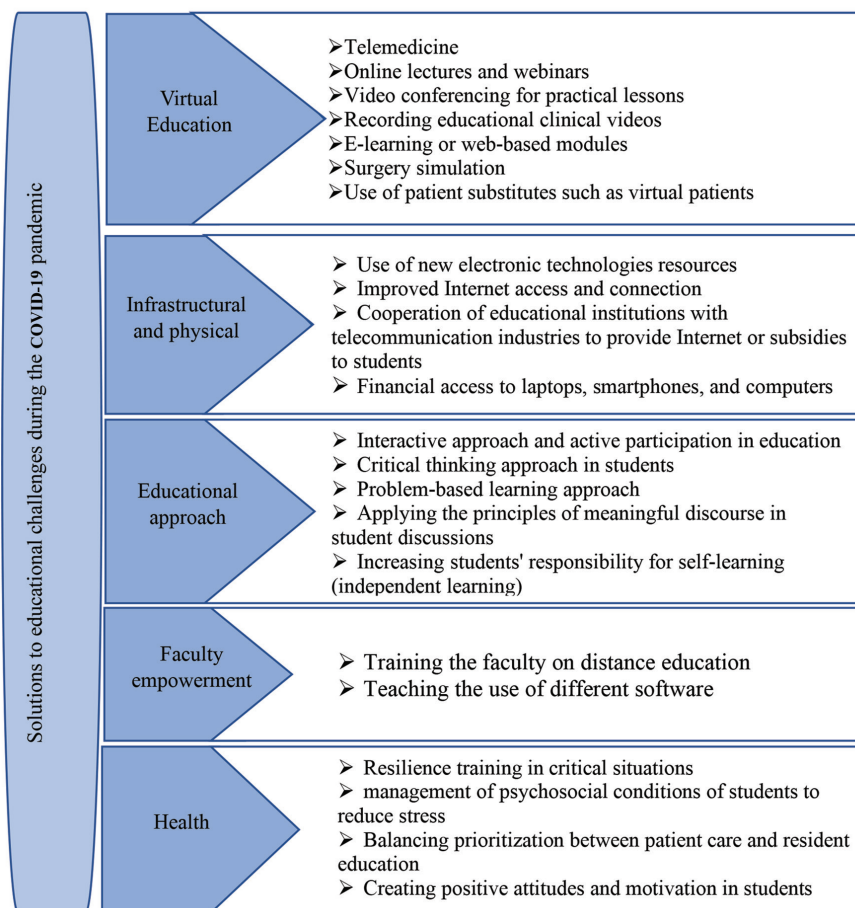 Solutions to educational challenges during the COVID-19 pandemic
Virtual
Education
➢Telemedicine
➢Online lectures and webinars
➢Video conferencing for practical lessons
➢Recording educational clinical videos
➢E-learning or web-based modules
➢Surgery simulation
➢Use of patient substitutes such as virtual patients
Infrastructural
and physical
➢ Use of new electronic technologies resources
➢ Improved Internet access and connection
➢ Cooperation of educational institutions with
telecommunication industries to provide Internet or subsidies
to students
➢ Financial access to laptops, smartphones, and computers
Educational
approach
➢ Interactive approach and active participation in education
➢ Critical thinking approach in students
➢ Problem-based learning approach
➢ Applying the principles of meaningful discourse in
student discussions
➢ Increasing students' responsibility for self-learning
(independent learning)
Faculty
empowerment
➢ Training the faculty on distance education
➢ Teaching the use of different software
Health
➢ Resilience training in critical situations
➢ management of psychosocial conditions of students to
reduce stress
➢ Balancing prioritization between patient care and resident
education
➢ Creating positive attitudes and motivation in students